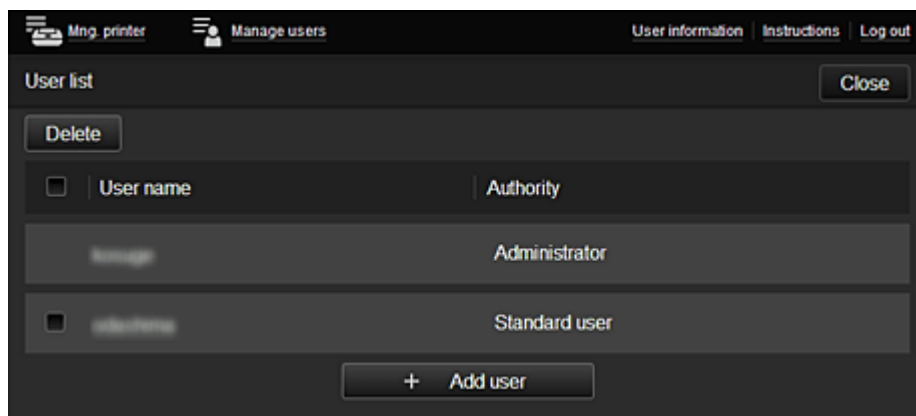 Mng. printer Manage users User information Instructions Log out
User list Close
Delete
User name Authority
Administrator
Standard user
+ Add user